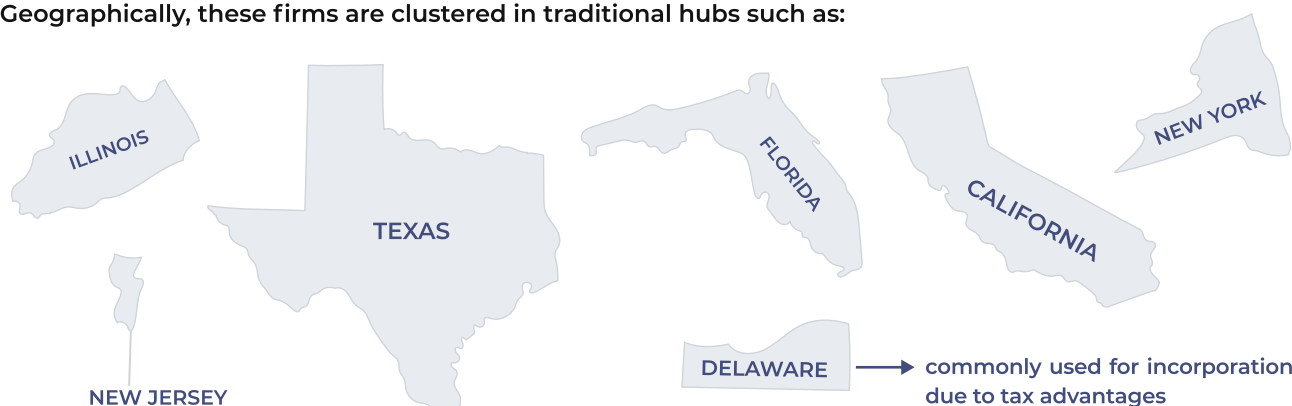 Geographically, these firms are clustered in traditional hubs such as:
ILLINOIS
TEXAS
FLORIDA
CALIFORNIA
NEW YORK
NEW JERSEY
DELAWARE
commonly used for incorporation
due to tax advantages